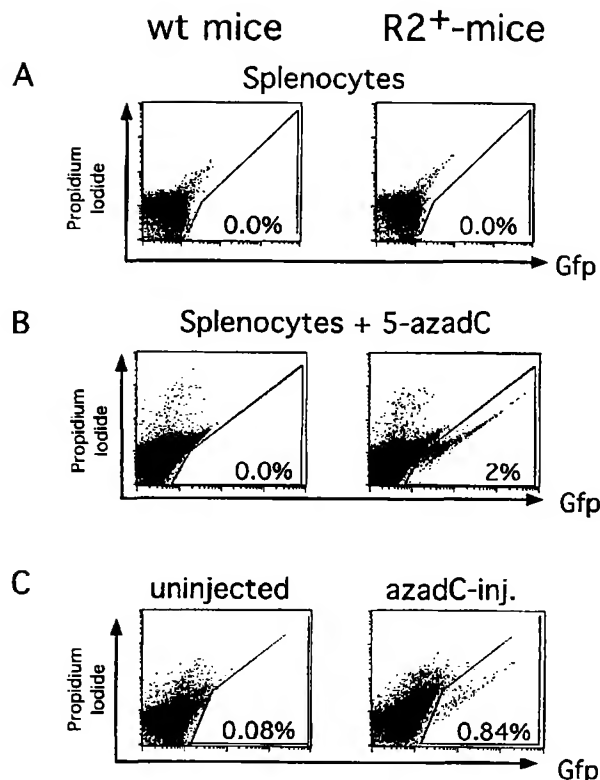 wt mice R2+-mice
A Splenocytes
Propidium
Iodide
0.0% 0.0%
Gfp
B Splenocytes + 5-azadC
Propidium
Iodide
0.0% 2%
Gfp
C uninjected azadC-inj.
Propidium
Iodide
0.08% 0.84%
Gfp